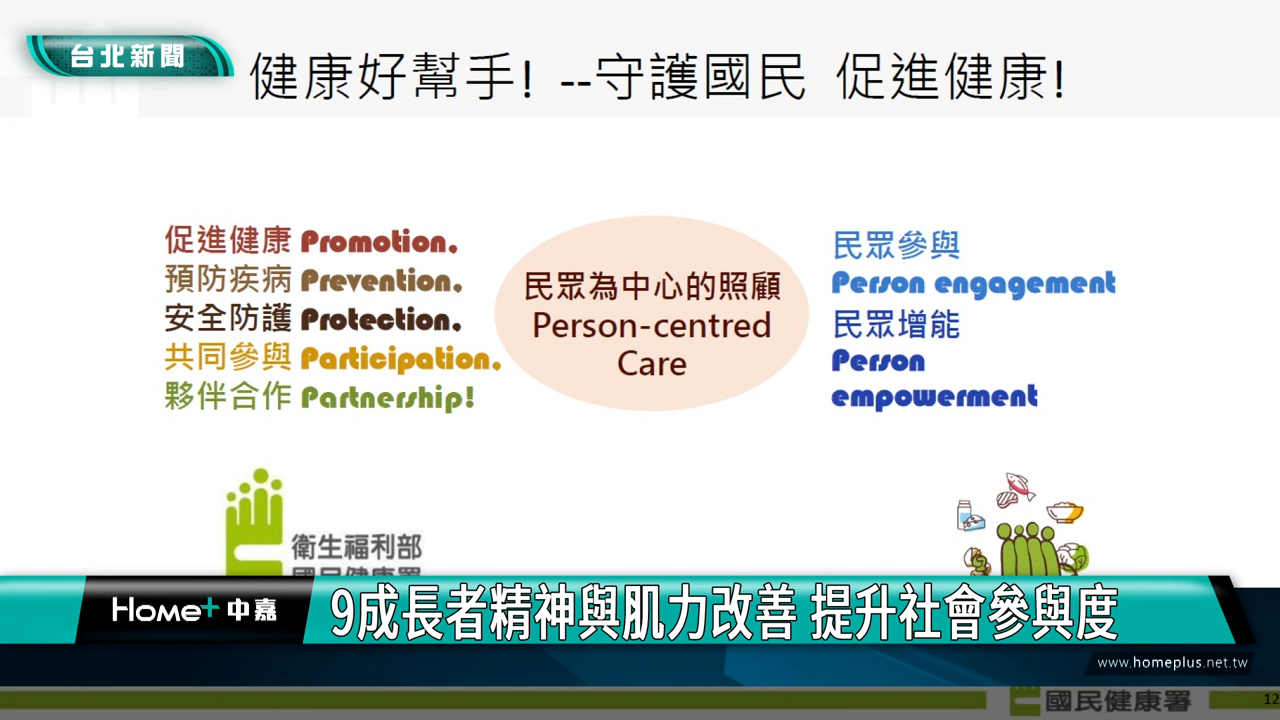 台北新聞
健康好幫手! --守護國民 促進健康!
促進健康 Promotion,
預防疾病 Prevention,
安全防護 Protection,
共同參與 Participation,
夥伴合作 Partnership!
民眾為中心的照顧
Person-centred
Care
民眾參與
Person engagement
民眾增能
Person
empowerment
衛生福利部
國民健康署
Home+ 中嘉
9成長者精神與肌力改善 提升社會參與度
www.homeplus.net.tw
國民健康署
12